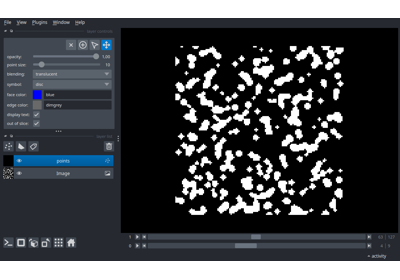 File View Plugins Window Help
opacity: 1.00
point size: 10
blending: translucent
symbol: disc
face color: blue
edge color: dimgrey
display text: ✓
out of slice: ✓
points
Image
activity